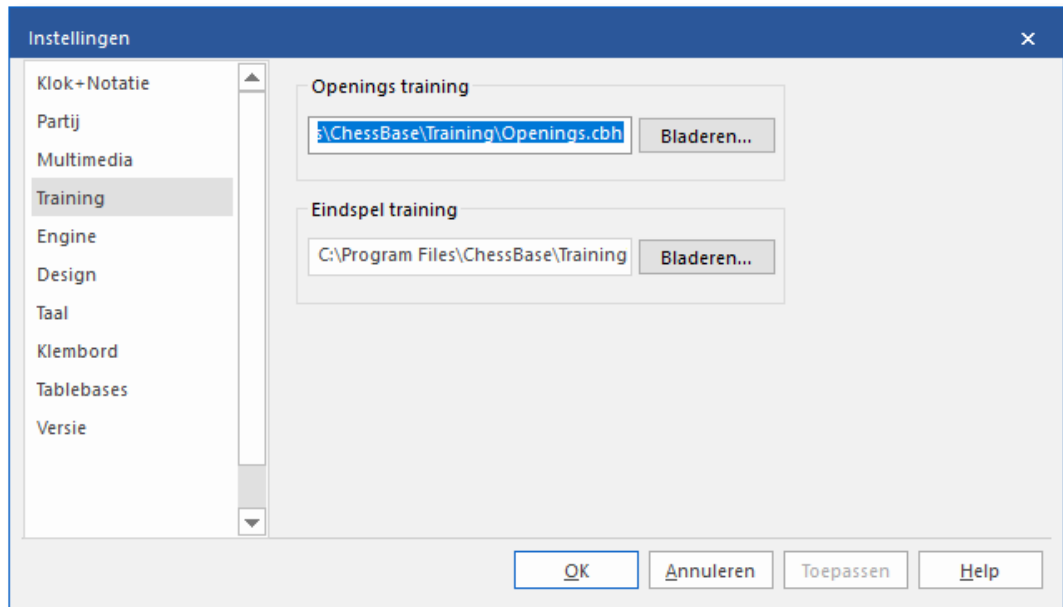 Instellingen
Klok+Notatie
Partij
Multimedia
Training
Engine
Design
Taal
Klembord
Tablebases
Versie
Openings training
s\ChessBase\Training\Openings.cbh
Bladeren...
Eindspel training
C:\Program Files\ChessBase\Training
Bladeren...
OK
Annuleren
Toepassen
Help